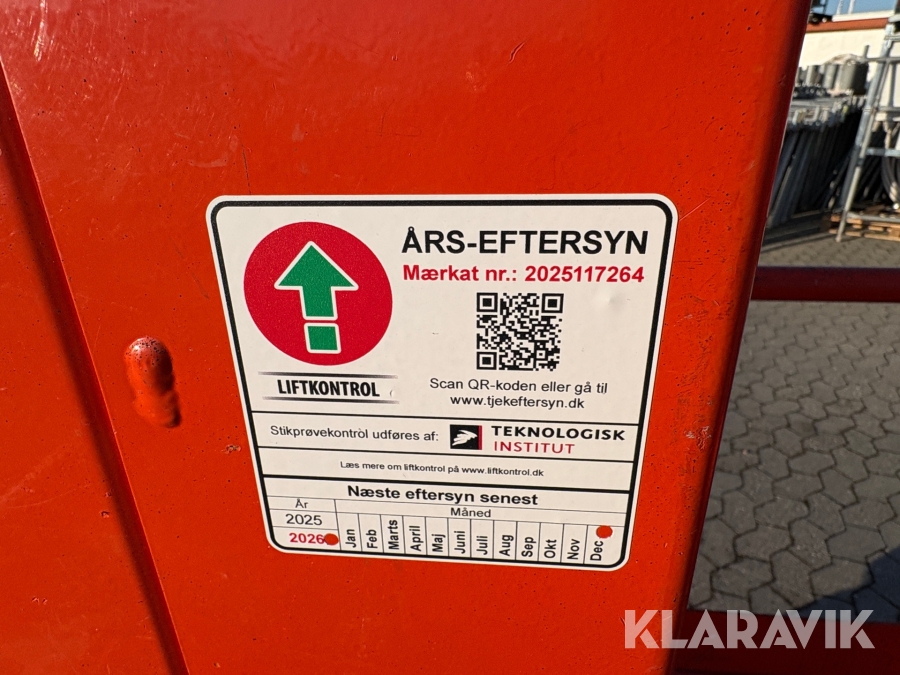 ÅRS-EFTERSYN
Mærkat nr.: 2025117264
LIFTKONTROL
Scan QR-koden eller gå til
www.tjekeftersyn.dk
Stikprøvekontrol udføres af:
TEKNOLOGISK
INSTITUT
Læs mere om liftkontrol på www.liftkontrol.dk
Næste eftersyn senest
År
Måned
2025
2026
Jan
Feb
Marts
April
Maj
Juni
Juli
Aug
Sep
Okt
Nov
Dec
KLARAVIK